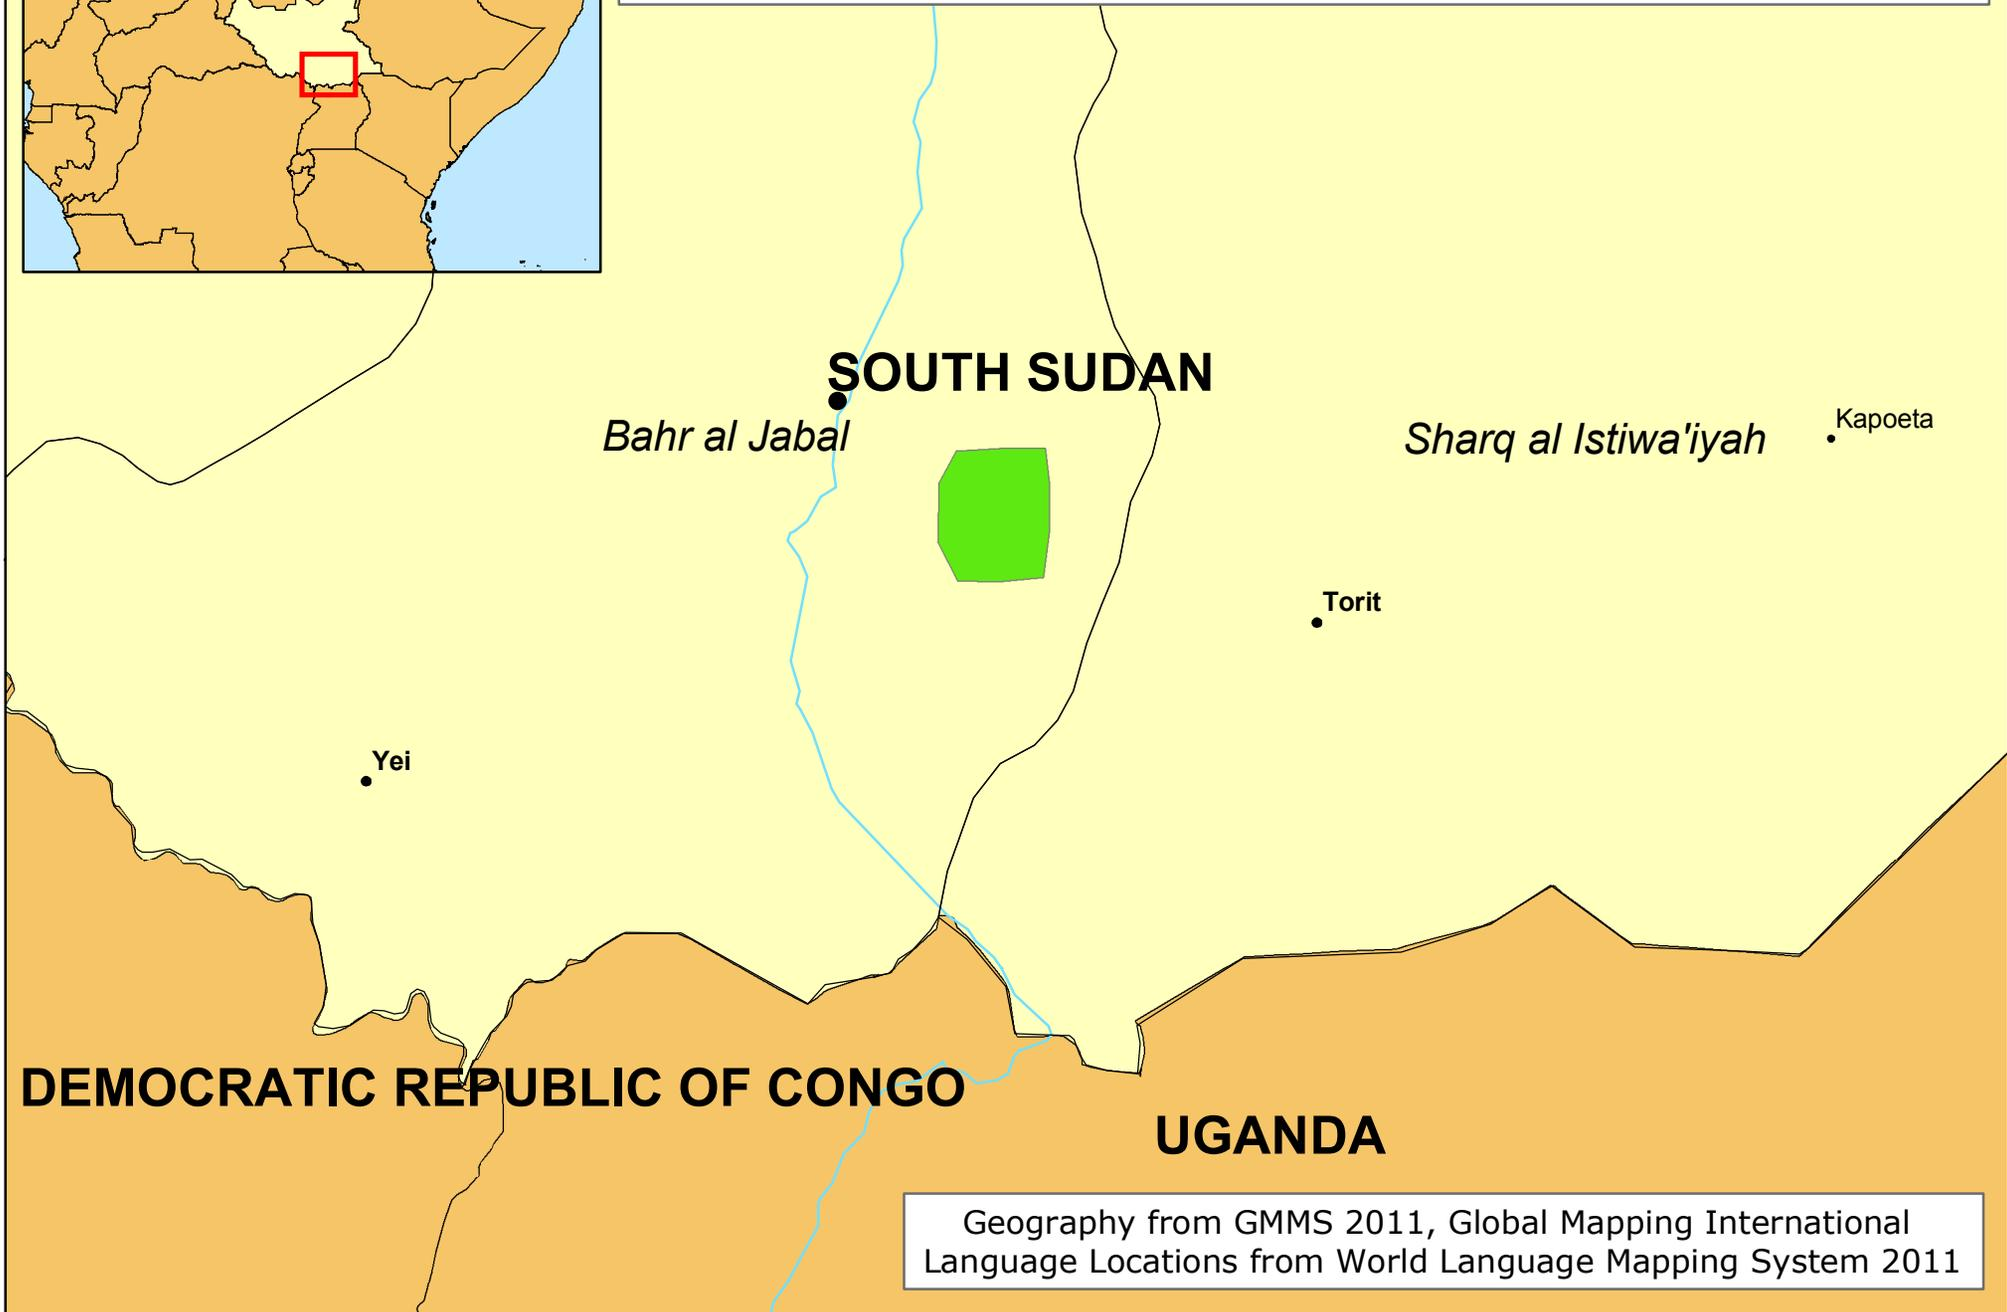 SOUTH SUDAN
Bahr al Jabal
Sharq al Istiwa'iyah
Kapoeta
Torit
Yei
DEMOCRATIC REPUBLIC OF CONGO
UGANDA
Geography from GMMS 2011, Global Mapping International
Language Locations from World Language Mapping System 2011